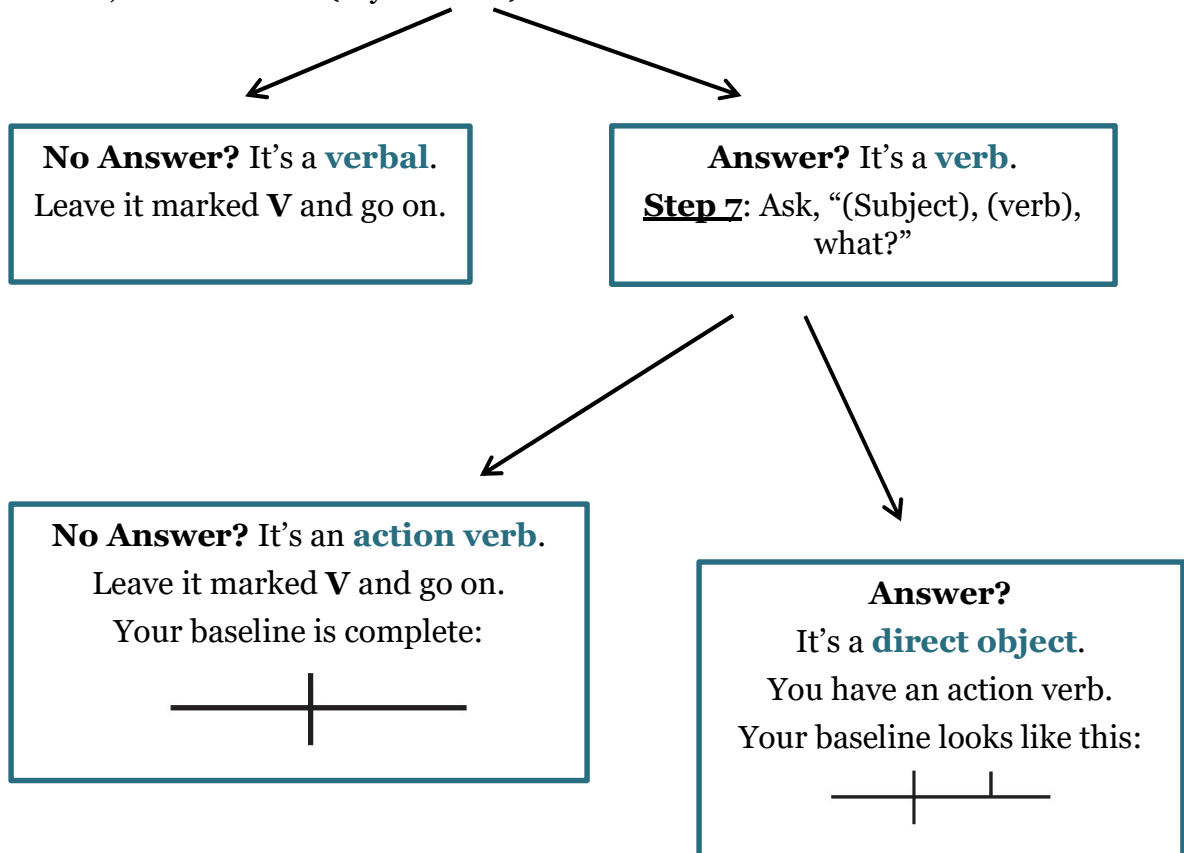 No Answer? It’s a verbal.
Leave it marked V and go on.
Answer? It’s a verb.
Step 7: Ask, “(Subject), (verb),
what?”
No Answer? It’s an action verb.
Leave it marked V and go on.
Your baseline is complete:
Answer?
It’s a direct object.
You have an action verb.
Your baseline looks like this: